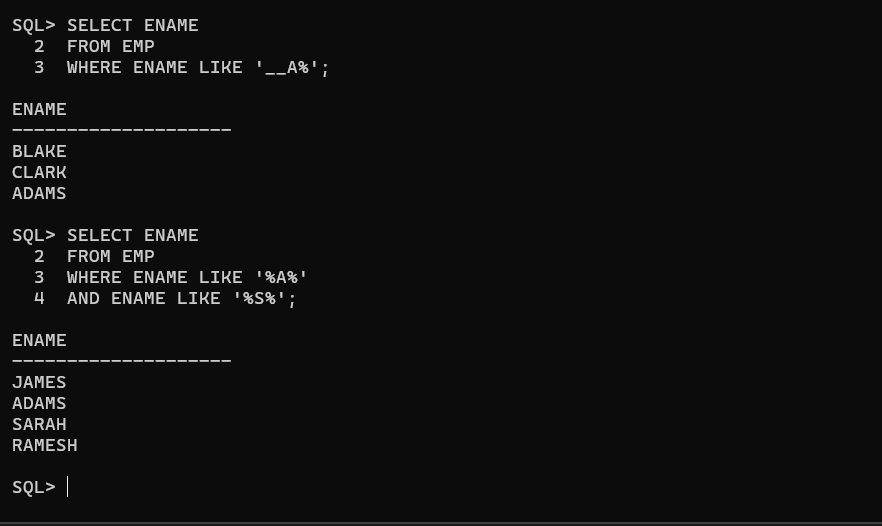 SQL> SELECT ENAME
  2  FROM EMP
  3  WHERE ENAME LIKE '__A%';
ENAME
--------------------
BLAKE
CLARK
ADAMS
SQL> SELECT ENAME
  2  FROM EMP
  3  WHERE ENAME LIKE '%A%'
  4  AND ENAME LIKE '%S%';
ENAME
--------------------
JAMES
ADAMS
SARAH
RAMESH
SQL>